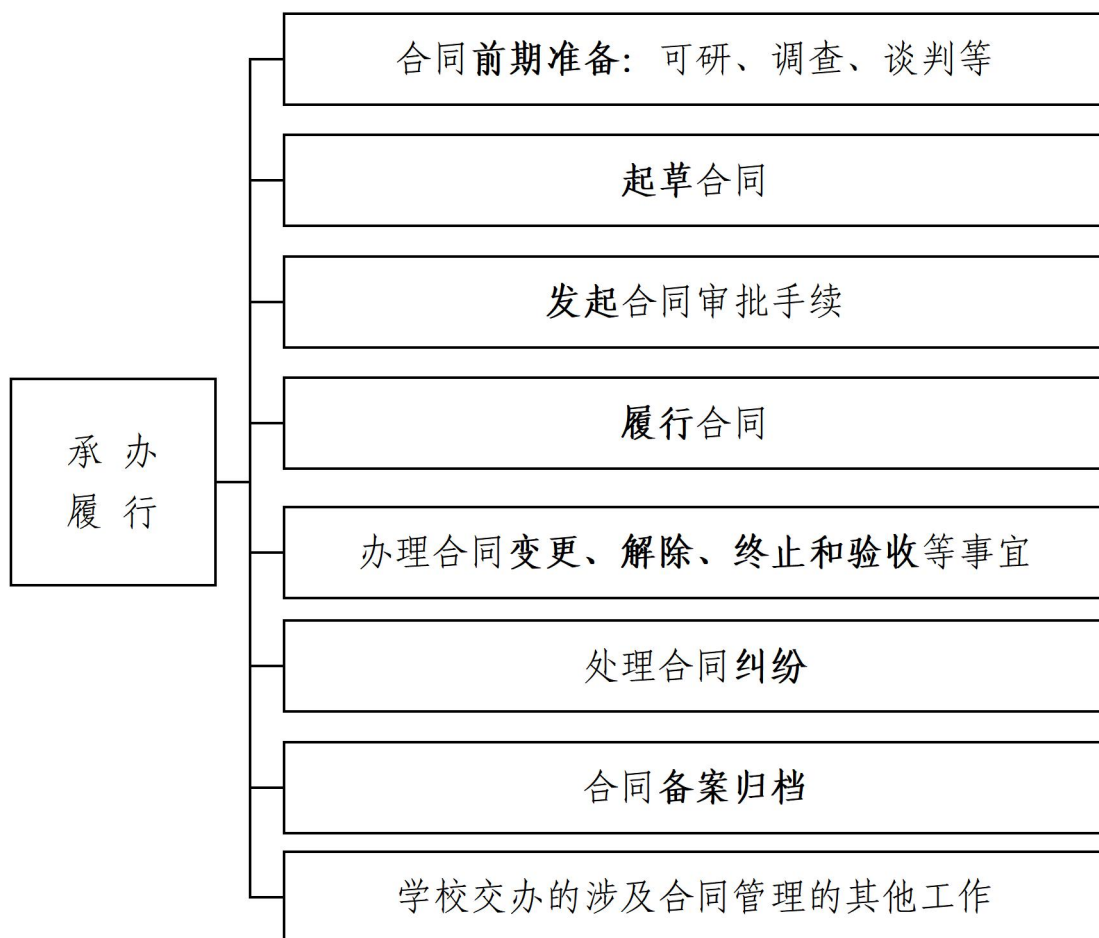 合同前期准备：可研、调查、谈判等
起草合同
发起合同审批手续
履行合同
承办
履行
办理合同变更、解除、终止和验收等事宜
处理合同纠纷
合同备案归档
学校交办的涉及合同管理的其他工作